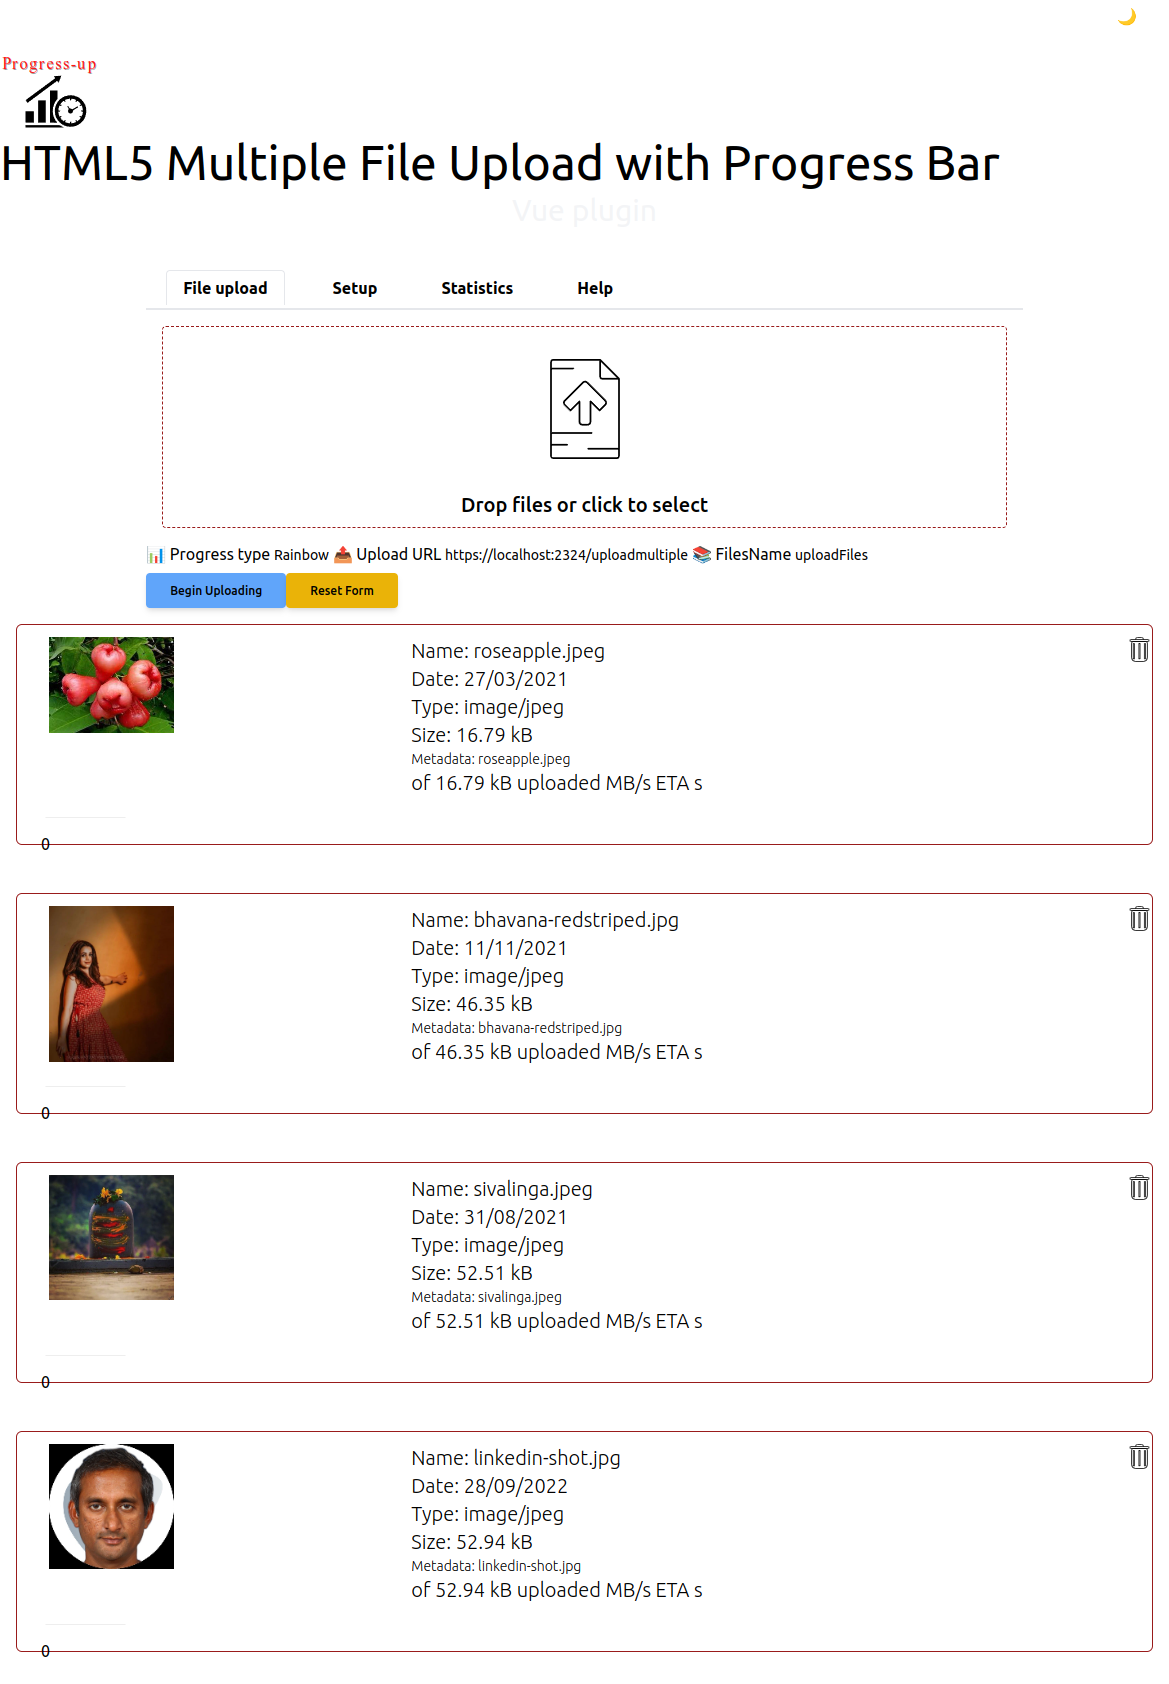 Progress-up
HTML5 Multiple File Upload with Progress Bar
Vue plugin
File upload Setup Statistics Help
Drop files or click to select
Progress type Rainbow Upload URL https://localhost:2324/uploadmultiple FilesName uploadFiles
Begin Uploading Reset Form
Name: roseapple.jpeg
Date: 27/03/2021
Type: image/jpeg
Size: 16.79 kB
Metadata: roseapple.jpeg
of 16.79 kB uploaded MB/s ETA s
0
Name: bhavana-redstriped.jpg
Date: 11/11/2021
Type: image/jpeg
Size: 46.35 kB
Metadata: bhavana-redstriped.jpg
of 46.35 kB uploaded MB/s ETA s
0
Name: sivalinga.jpeg
Date: 31/08/2021
Type: image/jpeg
Size: 52.51 kB
Metadata: sivalinga.jpeg
of 52.51 kB uploaded MB/s ETA s
0
Name: linkedin-shot.jpg
Date: 28/09/2022
Type: image/jpeg
Size: 52.94 kB
Metadata: linkedin-shot.jpg
of 52.94 kB uploaded MB/s ETA s
0